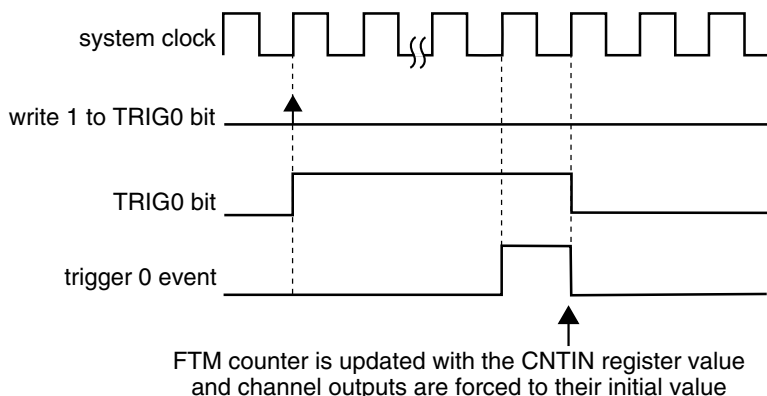 system clock
write 1 to TRIG0 bit
TRIG0 bit
trigger 0 event
FTM counter is updated with the CNTIN register value
and channel outputs are forced to their initial value